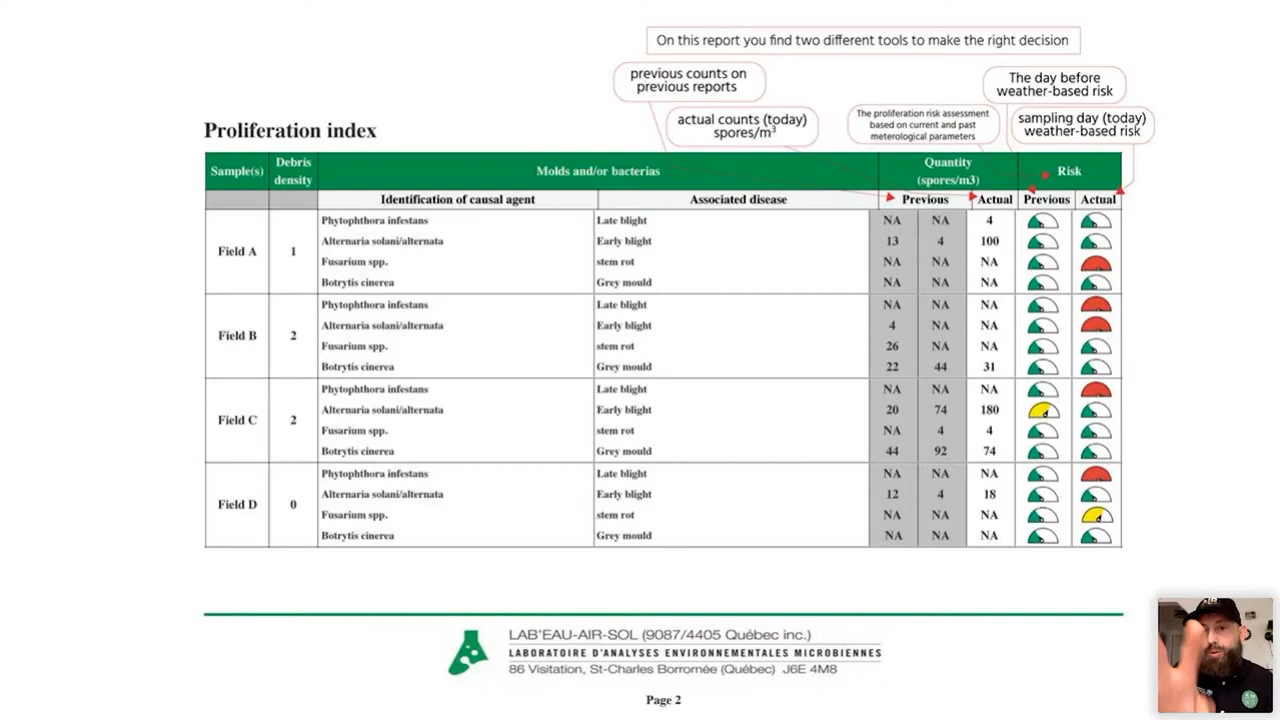 On this report you find two different tools to make the right decision
previous counts on
previous reports
The day before
weather-based risk
actual counts (today)
spores/m³
The proliferation risk assessment
based on current and past
meterological parameters
sampling day (today)
weather-based risk
Proliferation index
Sample(s) Debris density Molds and/or bacterias Quantity (spores/m3) Risk
Identification of causal agent Associated disease Previous Actual Previous Actual
Field A 1
Phytophthora infestans Late blight NA NA 4
Alternaria solani/alternata Early blight 13 4 100
Fusarium spp. stem rot NA NA NA
Botrytis cinerea Grey mould NA NA NA
Field B 2
Phytophthora infestans Late blight NA NA NA
Alternaria solani/alternata Early blight 4 NA NA
Fusarium spp. stem rot 26 NA NA
Botrytis cinerea Grey mould 22 44 31
Field C 2
Phytophthora infestans Late blight NA NA NA
Alternaria solani/alternata Early blight 20 74 180
Fusarium spp. stem rot NA 4 4
Botrytis cinerea Grey mould 44 92 74
Field D 0
Phytophthora infestans Late blight NA NA NA
Alternaria solani/alternata Early blight 12 4 18
Fusarium spp. stem rot NA NA NA
Botrytis cinerea Grey mould NA NA NA
LAB'EAU-AIR-SOL (9087/4405 Québec inc.)
LABORATOIRE D'ANALYSES ENVIRONNEMENTALES MICROBIENNES
86 Visitation, St-Charles Borromée (Québec) J6E 4M8
Page 2